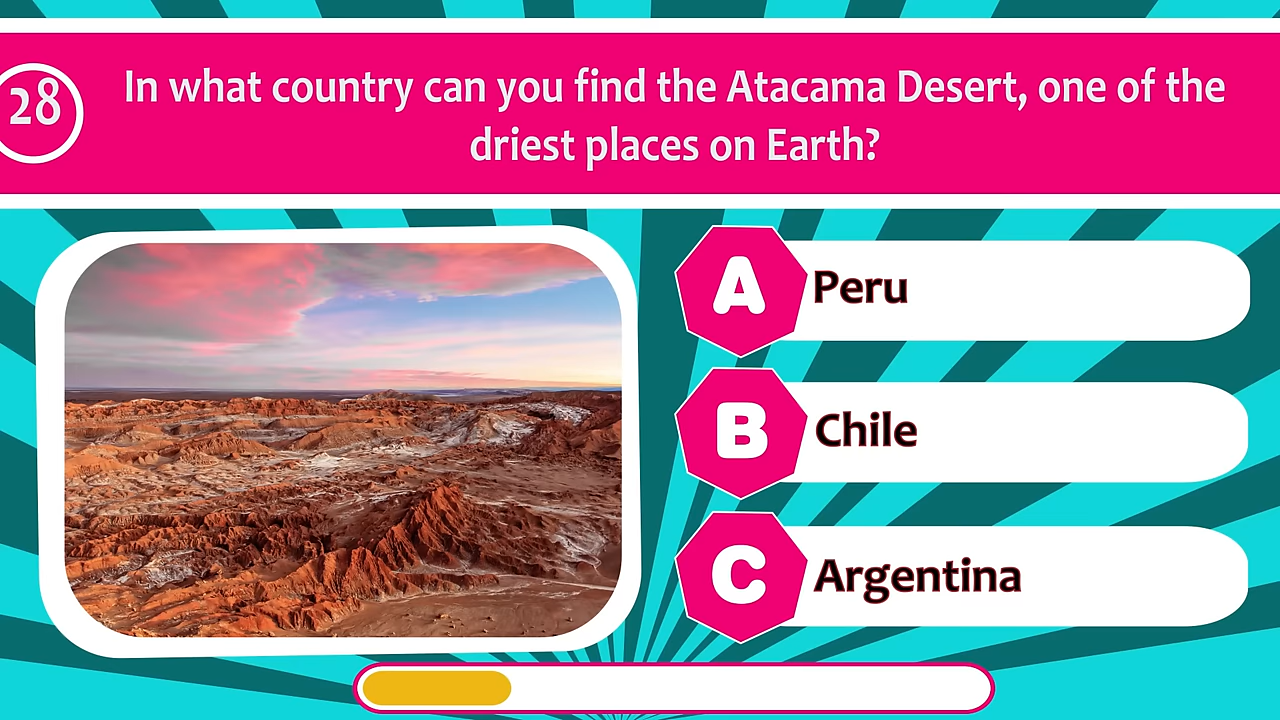 28
In what country can you find the Atacama Desert, one of the
driest places on Earth?
A Peru
B Chile
C Argentina